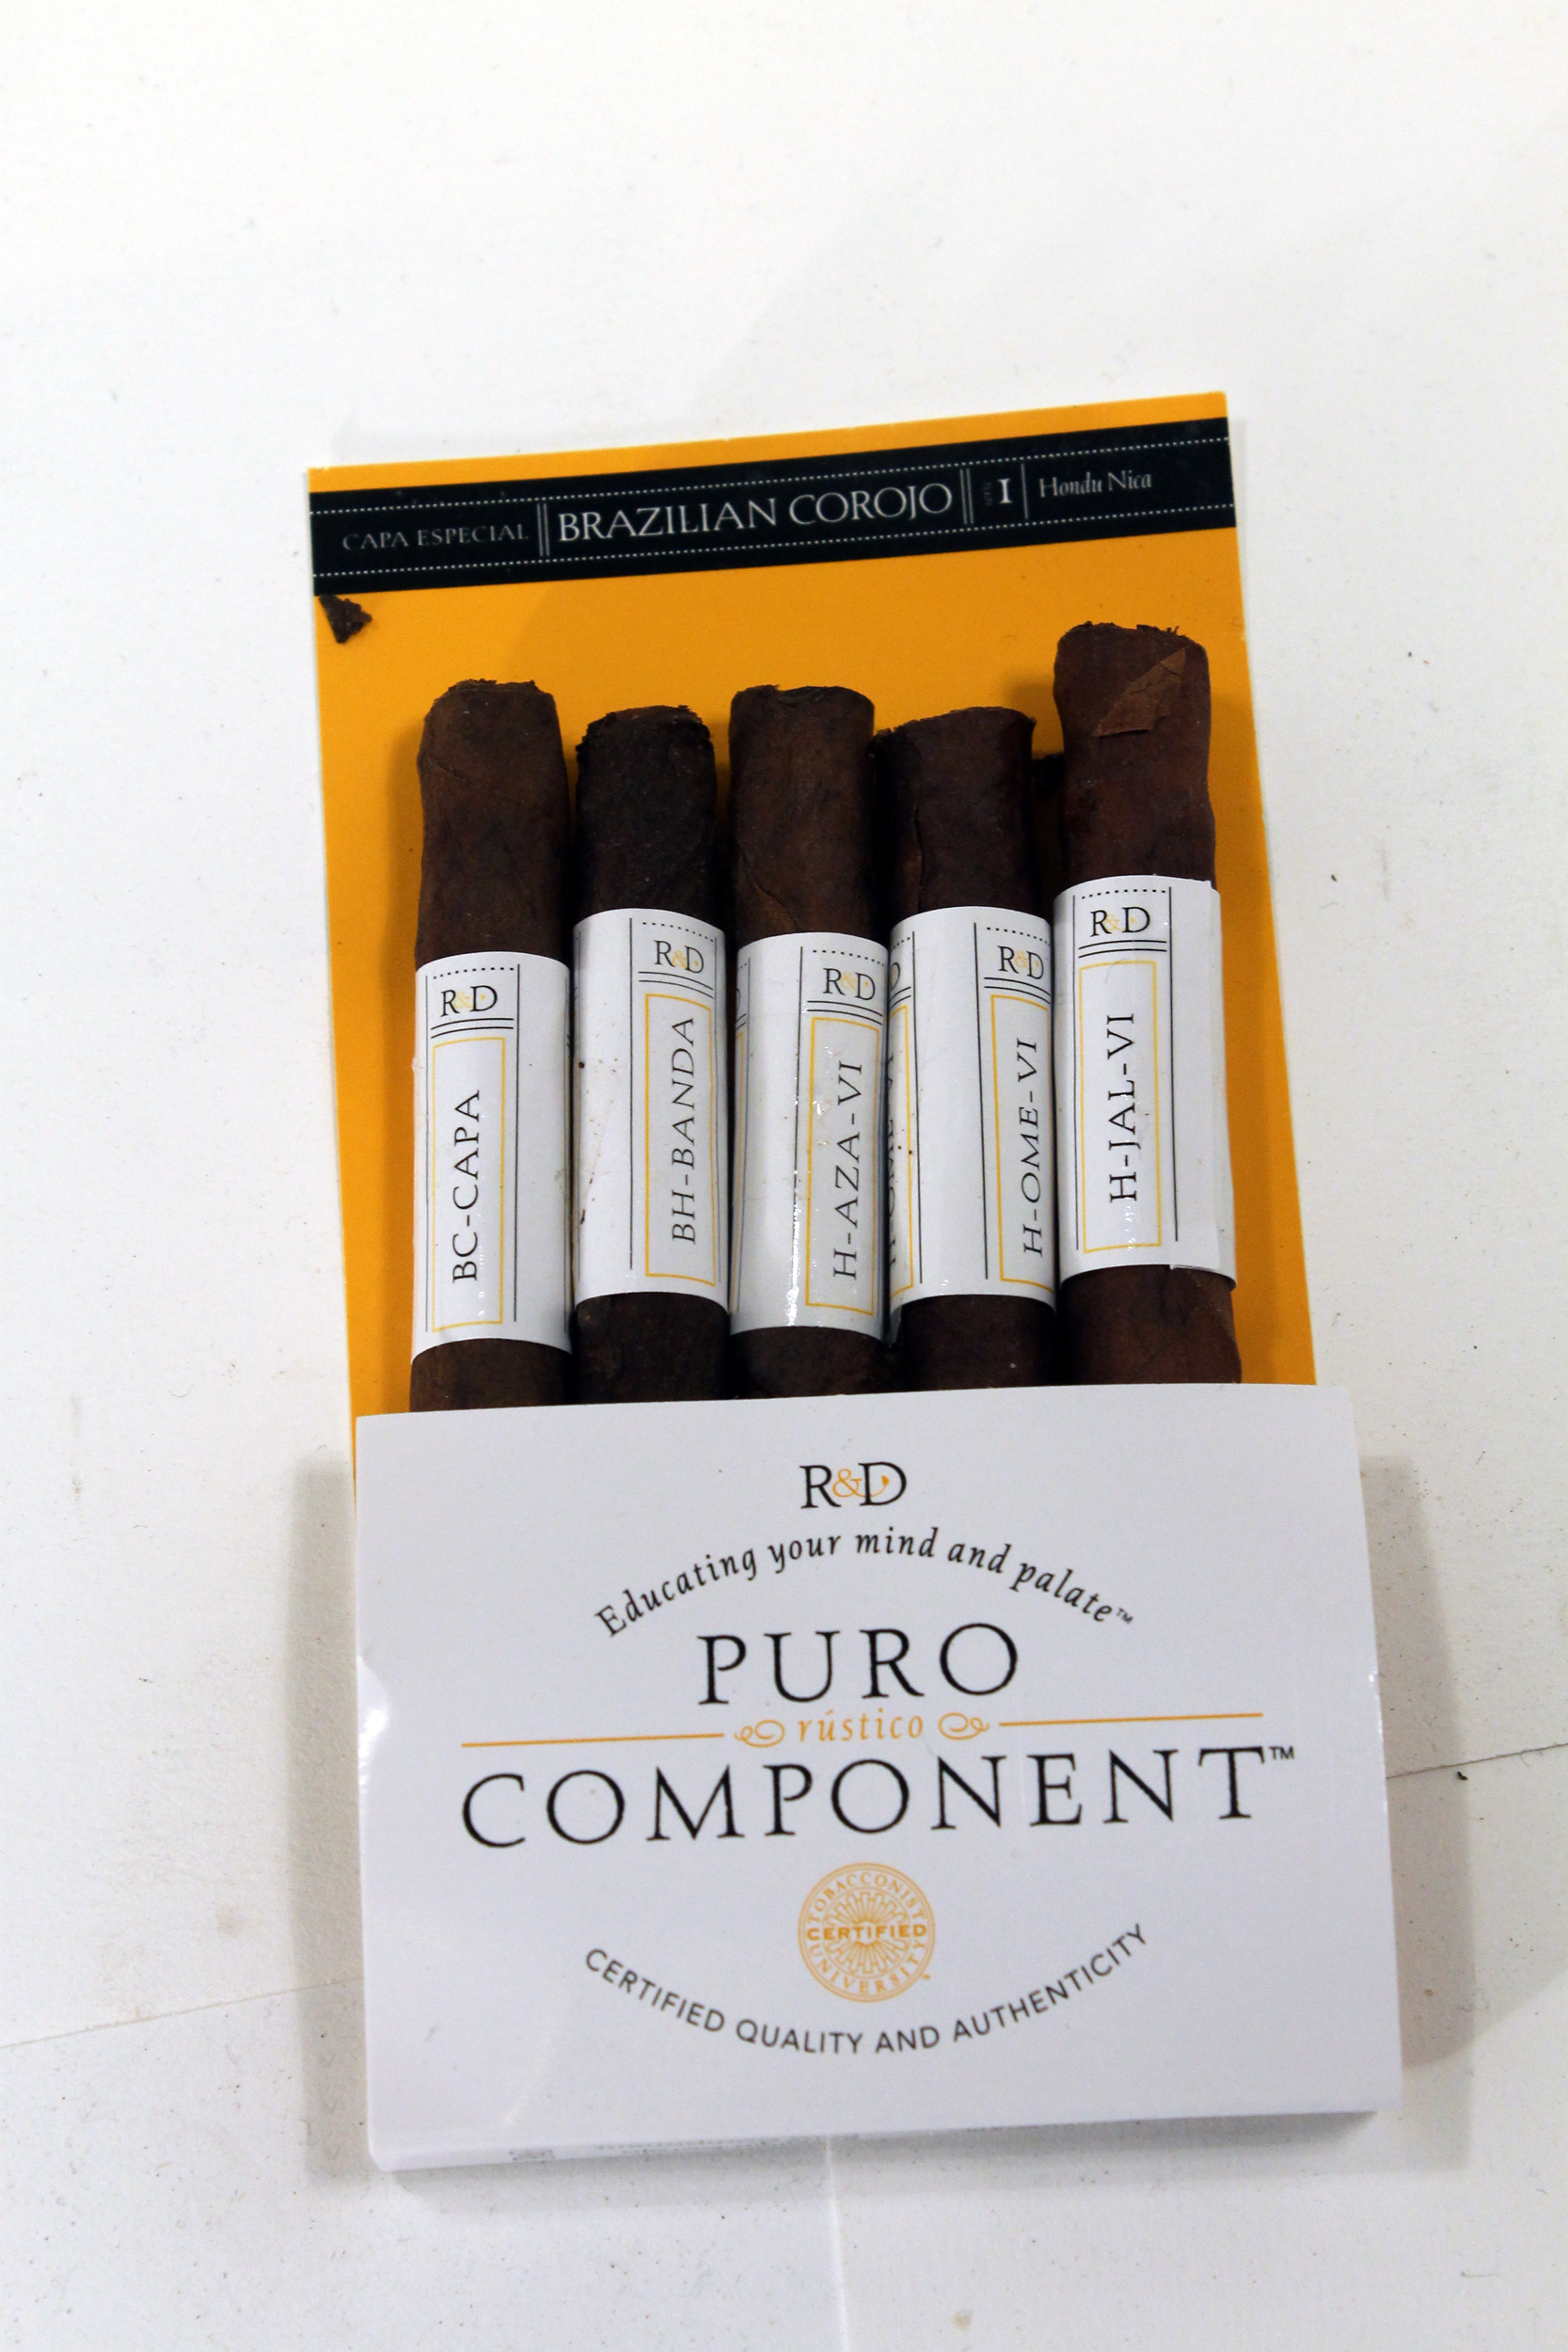 CAPA ESPECIAL BRAZILIAN COROJO 1 Hondu Nica
R&D
BC-CAPA
R&D
BH-BANDA
R&D
H-AZA-VI
R&D
H-OME-VI
R&D
H-JAL-VI
R&D
Educating your mind and palate™
PURO
rústico
COMPONENT™
TOBACCONIST
CERTIFIED
UNIVERSITY
CERTIFIED QUALITY AND AUTHENTICITY